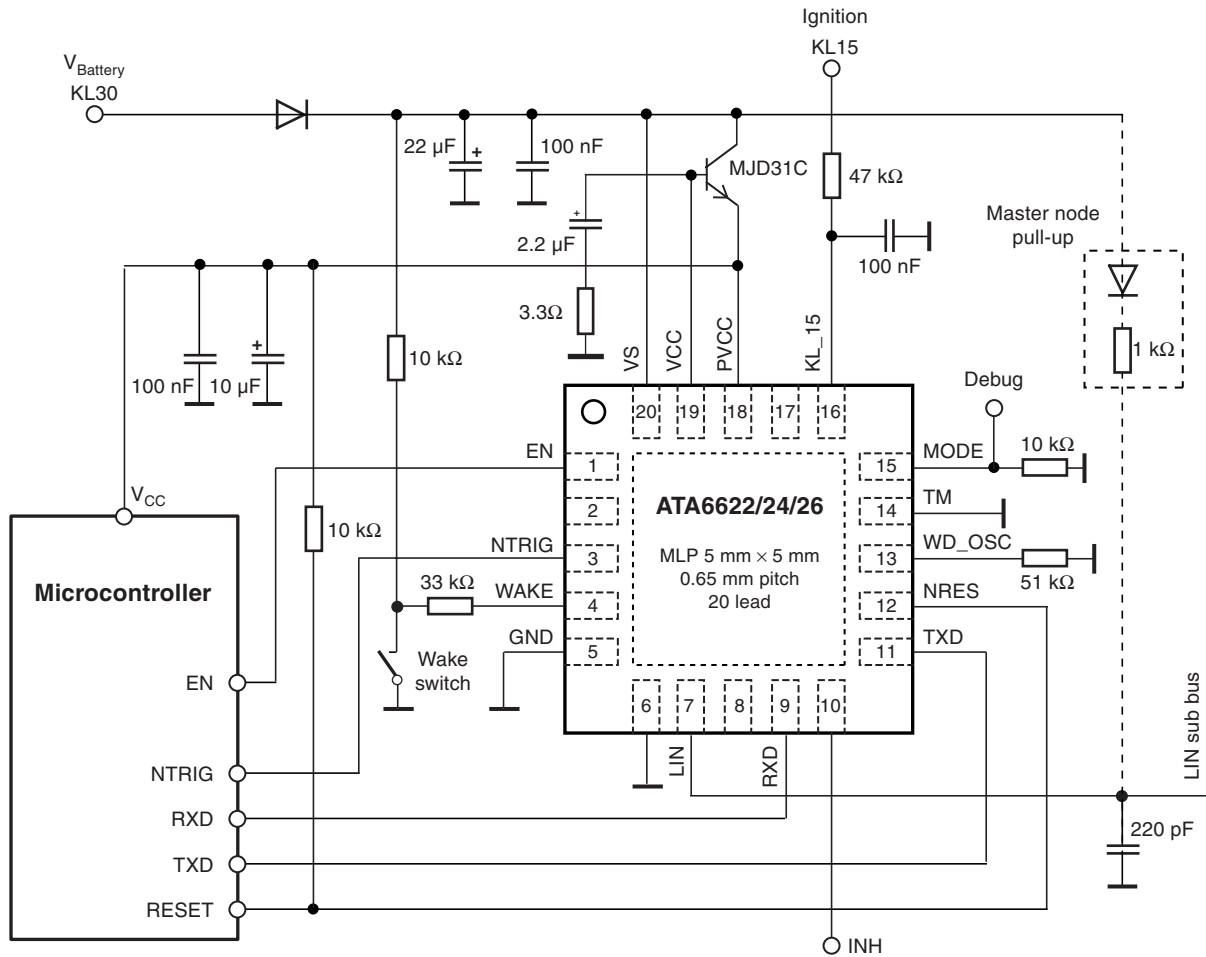 Ignition
KL15
V_Battery
KL30
22 μF
+
100 nF
MJD31C
47 kΩ
+
2.2 μF
100 nF
Master node
pull-up
3.3Ω
1 kΩ
+
100 nF
10 μF
10 kΩ
VS
VCC
PVCC
KL_15
Debug
20
19
18
17
16
EN
1
15
MODE
10 kΩ
V_CC
10 kΩ
2
ATA6622/24/26
14
TM
NTRIG
3
MLP 5 mm × 5 mm
0.65 mm pitch
20 lead
13
WD_OSC
51 kΩ
Microcontroller
33 kΩ
WAKE
4
12
NRES
GND
5
11
TXD
Wake
switch
EN
6
7
8
9
10
LIN
RXD
LIN sub bus
NTRIG
RXD
220 pF
TXD
RESET
INH